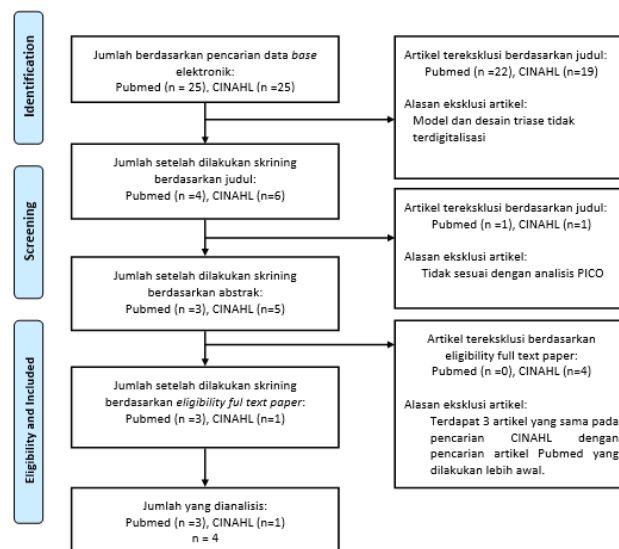 Identification
Jumlah berdasarkan pencarian data base
elektronik:
Pubmed (n = 25), CINAHL (n =25)
Artikel tereksklusi berdasarkan judul:
Pubmed (n =22), CINAHL (n=19)
Alasan eksklusi artikel:
Model dan desain triase tidak
terdigitalisasi
Jumlah setelah dilakukan skrining
berdasarkan judul:
Pubmed (n =4), CINAHL (n=6)
Screening
Artikel tereksklusi berdasarkan judul:
Pubmed (n =1), CINAHL (n=1)
Alasan eksklusi artikel:
Tidak sesuai dengan analisis PICO
Jumlah setelah dilakukan skrining
berdasarkan abstrak:
Pubmed (n =3), CINAHL (n=5)
Eligibility and Included
Artikel tereksklusi berdasarkan
eligibility full text paper:
Pubmed (n =0), CINAHL (n=4)
Alasan eksklusi artikel:
Terdapat 3 artikel yang sama pada
pencarian CINAHL dengan
pencarian artikel Pubmed yang
dilakukan lebih awal.
Jumlah setelah dilakukan skrining
berdasarkan eligibility ful text paper:
Pubmed (n =3), CINAHL (n=1)
Jumlah yang dianalisis:
Pubmed (n =3), CINAHL (n=1)
n = 4